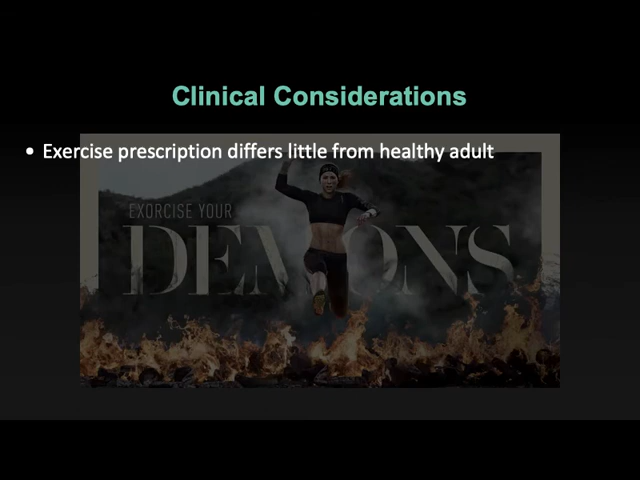 Clinical Considerations
• Exercise prescription differs little from healthy adult
EXORCISE YOUR
DEMONS